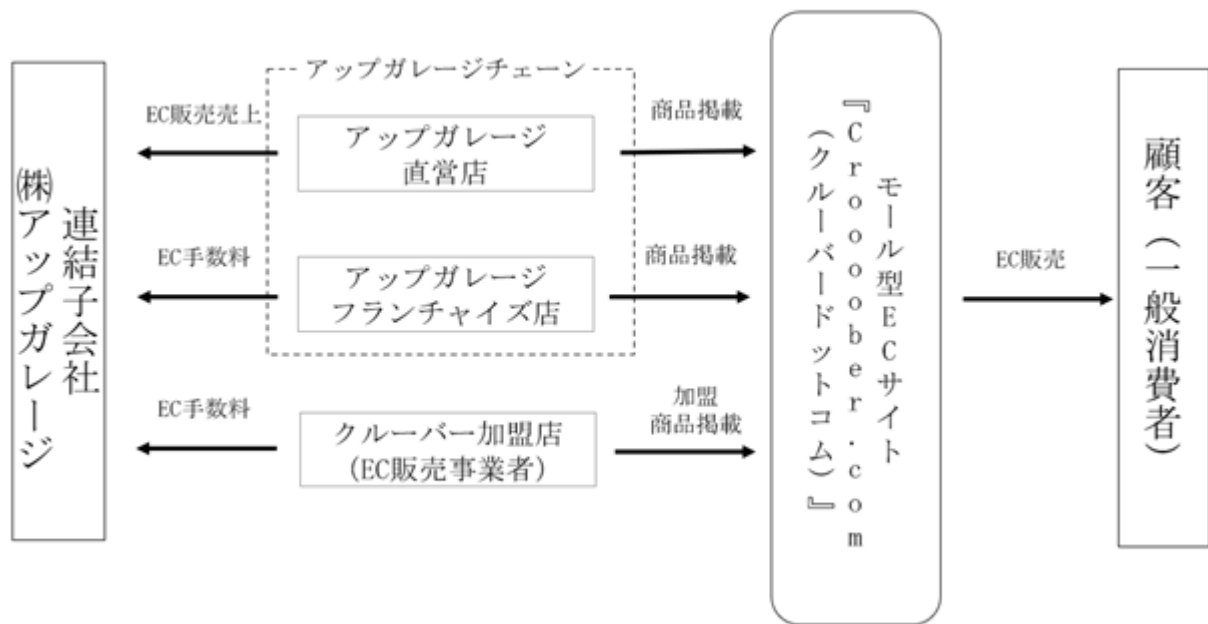 連結子会社
㈱アップガレージ
アップガレージチェーン
EC販売売上
アップガレージ
直営店
商品掲載
EC手数料
アップガレージ
フランチャイズ店
商品掲載
EC手数料
クルーバー加盟店
(EC販売事業者)
加盟
商品掲載
モール型ECサイト
『Croooober.com
(クルーバードットコム)』
EC販売
顧客(一般消費者)